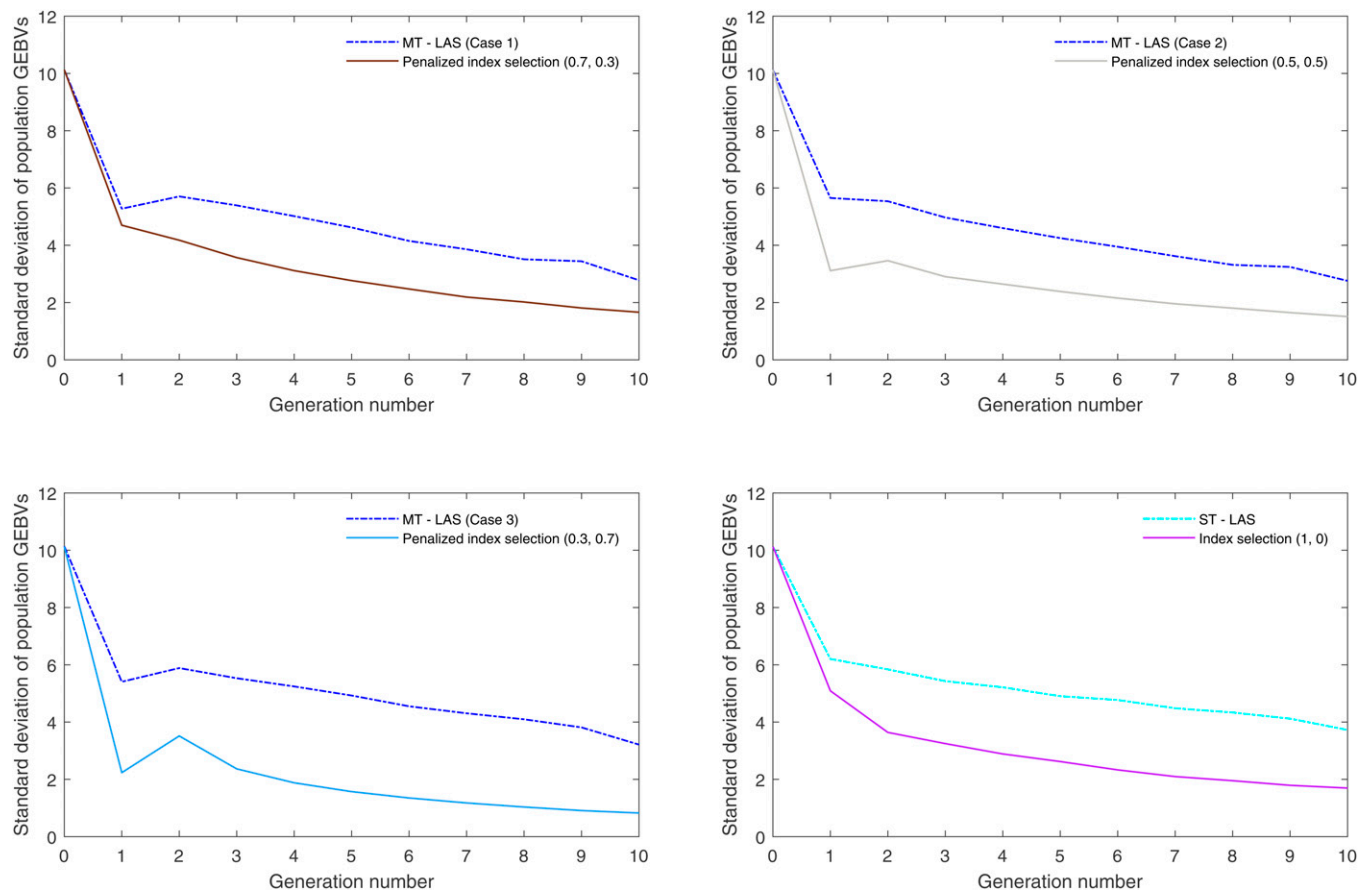 12
10
8
6
4
2
0
Standard deviation of population GEBVs
MT - LAS (Case 1)
Penalized index selection (0.7, 0.3)
0 1 2 3 4 5 6 7 8 9 10
Generation number
12
10
8
6
4
2
0
Standard deviation of population GEBVs
MT - LAS (Case 2)
Penalized index selection (0.5, 0.5)
0 1 2 3 4 5 6 7 8 9 10
Generation number
12
10
8
6
4
2
0
Standard deviation of population GEBVs
MT - LAS (Case 3)
Penalized index selection (0.3, 0.7)
0 1 2 3 4 5 6 7 8 9 10
Generation number
12
10
8
6
4
2
0
Standard deviation of population GEBVs
ST - LAS
Index selection (1, 0)
0 1 2 3 4 5 6 7 8 9 10
Generation number